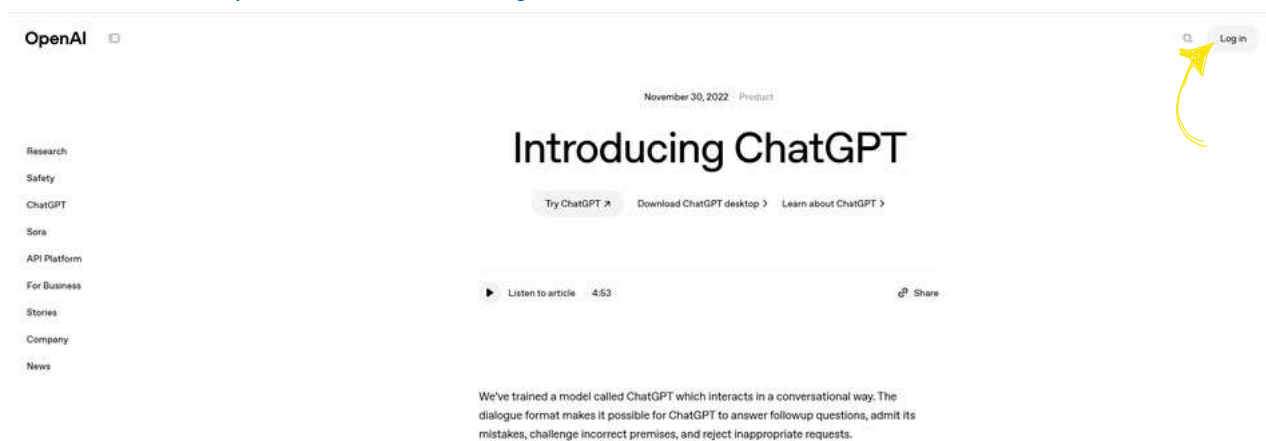 OpenAI
Log in
November 30, 2022 Product
Introducing ChatGPT
Try ChatGPT ↗ Download ChatGPT desktop > Learn about ChatGPT >
Research
Safety
ChatGPT
Sora
API Platform
For Business
Stories
Company
News
Listen to article 4:53
Share
We've trained a model called ChatGPT which interacts in a conversational way. The
dialogue format makes it possible for ChatGPT to answer followup questions, admit its
mistakes, challenge incorrect premises, and reject inappropriate requests.